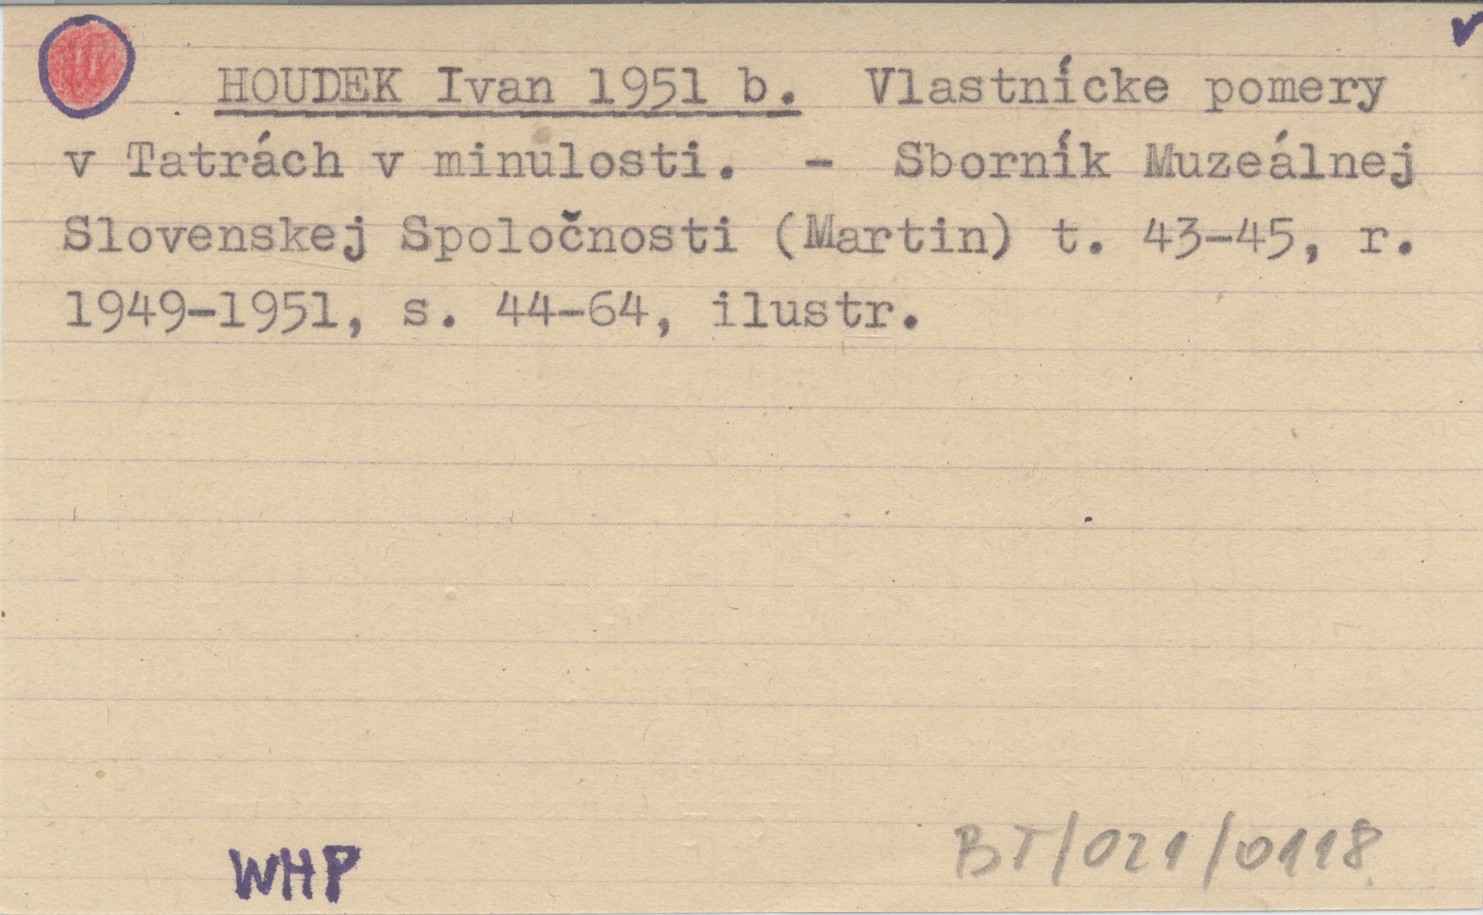 HOUDEK Ivan 1951 b. Vlastnícke pomery
v Tatrách v minulosti. - Sborník Muzeálnej
Slovenskej Spoločnosti (Martin) t. 43-45, r.
1949-1951, s. 44-64, ilustr.
WHP
BT/021/0118